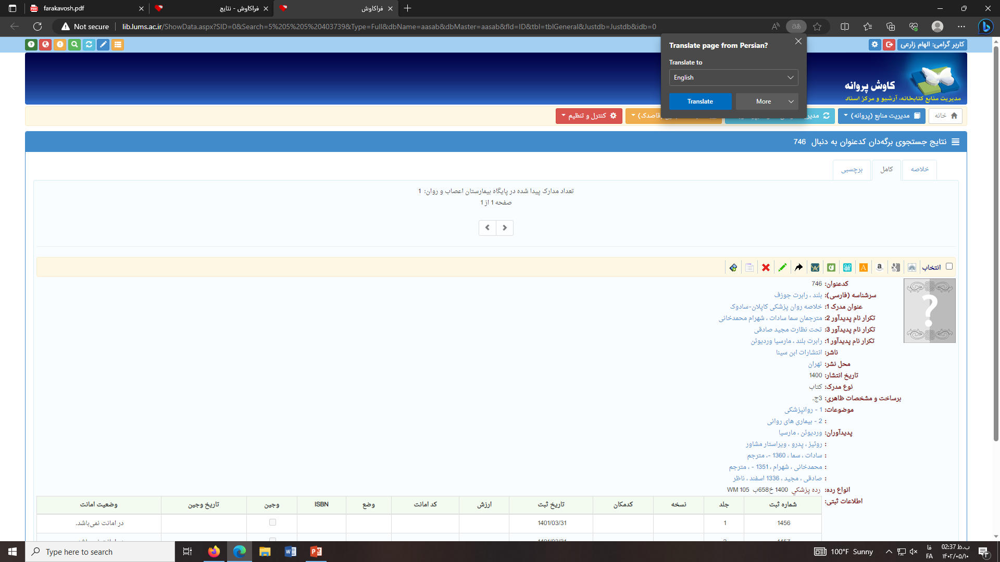 farakavosh.pdf
فراکاوش - نتایج
فراکاوش
Not secure
lib.lums.ac.ir/ShowData.aspx?SID=0&Search=5%205%205%20403739&Type=Full&dbName=aasab&dbMaster=aasab&fld=ID&tbl=tblGeneral&Justdb=Justdb&idb=0
Translate page from Persian?
Translate to
English
Translate
More
کاربر گرامی: الهام زارعی
کاوش پروانه
مدیریت منابع کتابخانه، آرشیو و مرکز اسناد
خانه
مدیریت منابع (پروانه)
قاصدک)
کنترل و تنظیم
نتایج جستجوی برگه‌دان کدعنوان به دنبال 746
خلاصه
کامل
برچسبی
تعداد مدارک پیدا شده در پایگاه بیمارستان اعصاب و روان: 1
صفحه 1 از 1
انتخاب
کدعنوان: 746
سرشناسه (فارسی): بلند ، رابرت جوزف
عنوان مدرک 1: خلاصه روان پزشکی کاپلان-سادوک
تکرار نام پدیدآور 2: مترجمان سما سادات ، شهرام محمدخانی
تکرار نام پدیدآور 3: تحت نظارت مجید صادقی
تکرار نام پدیدآور 1: رابرت بلند ، مارسیا وردیوئن
ناشر: انتشارات ابن سینا
محل نشر: تهران
تاریخ انتشار: 1400
نوع مدرک: کتاب
برساخت و مشخصات ظاهری: 3ج.
موضوعات: 1 - روانپزشکی
: 2 - بیماری های روانی
پدیدآوران: وردیوئن ، مارسیا
: روئیز ، پدرو ، ویراستار مشاور
: سادات ، سما ، 1360 -، مترجم
: محمدخانی ، شهرام ، 1351 - ، مترجم
: صادقی ، مجید ، 1336 اسفند ، ناظر
انواع رده: رده پزشکي 1400 خ658ب WM 105
اطلاعات ثبتی:
شماره ثبت جلد نسخه کدمکان تاریخ ثبت ارزش کد امانت وضع ISBN وجین تاریخ وجین وضعیت امانت
1456 1 1401/03/31 در امانت نمی‌باشد.
Type here to search
100°F Sunny
فا
FA
02:37 ب.ظ
۱۴۰۲/۰۵/۱۰